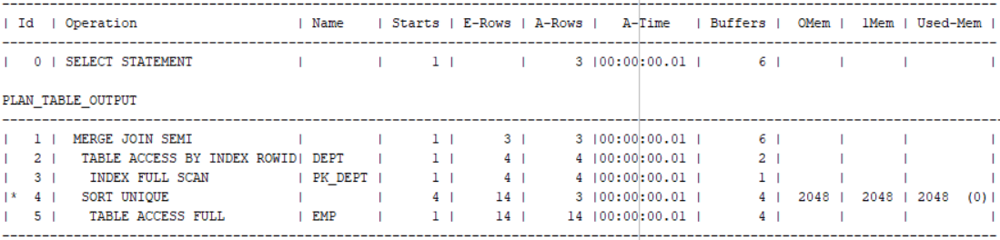 --------------------------------------------------------------------------------------------------------------
| Id  | Operation                    | Name    | Starts | E-Rows | A-Rows |   A-Time   | Buffers |  OMem |  1Mem | Used-Mem |
--------------------------------------------------------------------------------------------------------------
|   0 | SELECT STATEMENT             |         |      1 |        |      3 |00:00:00.01 |       6 |       |       |          |
PLAN_TABLE_OUTPUT
--------------------------------------------------------------------------------------------------------------
|   1 |  MERGE JOIN SEMI             |         |      1 |      3 |      3 |00:00:00.01 |       6 |       |       |          |
|   2 |   TABLE ACCESS BY INDEX ROWID| DEPT    |      1 |      4 |      4 |00:00:00.01 |       2 |       |       |          |
|   3 |    INDEX FULL SCAN           | PK_DEPT |      1 |      4 |      4 |00:00:00.01 |       1 |       |       |          |
|*  4 |   SORT UNIQUE                |         |      4 |     14 |      3 |00:00:00.01 |       4 |  2048 |  2048 | 2048  (0)|
|   5 |    TABLE ACCESS FULL         | EMP     |      1 |     14 |     14 |00:00:00.01 |       4 |       |       |          |
--------------------------------------------------------------------------------------------------------------